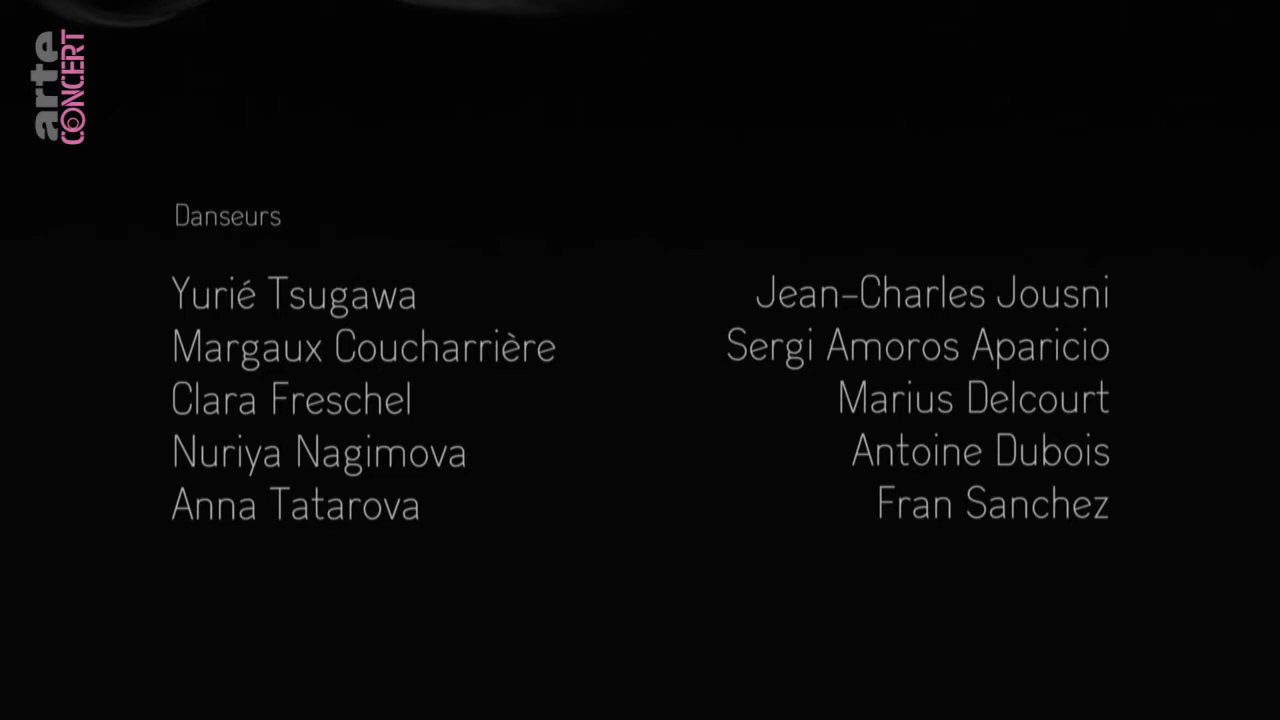 arte
CONCERT
Danseurs
Yurié Tsugawa
Margaux Coucharrière
Clara Freschel
Nuriya Nagimova
Anna Tatarova
Jean-Charles Jousni
Sergi Amoros Aparicio
Marius Delcourt
Antoine Dubois
Fran Sanchez